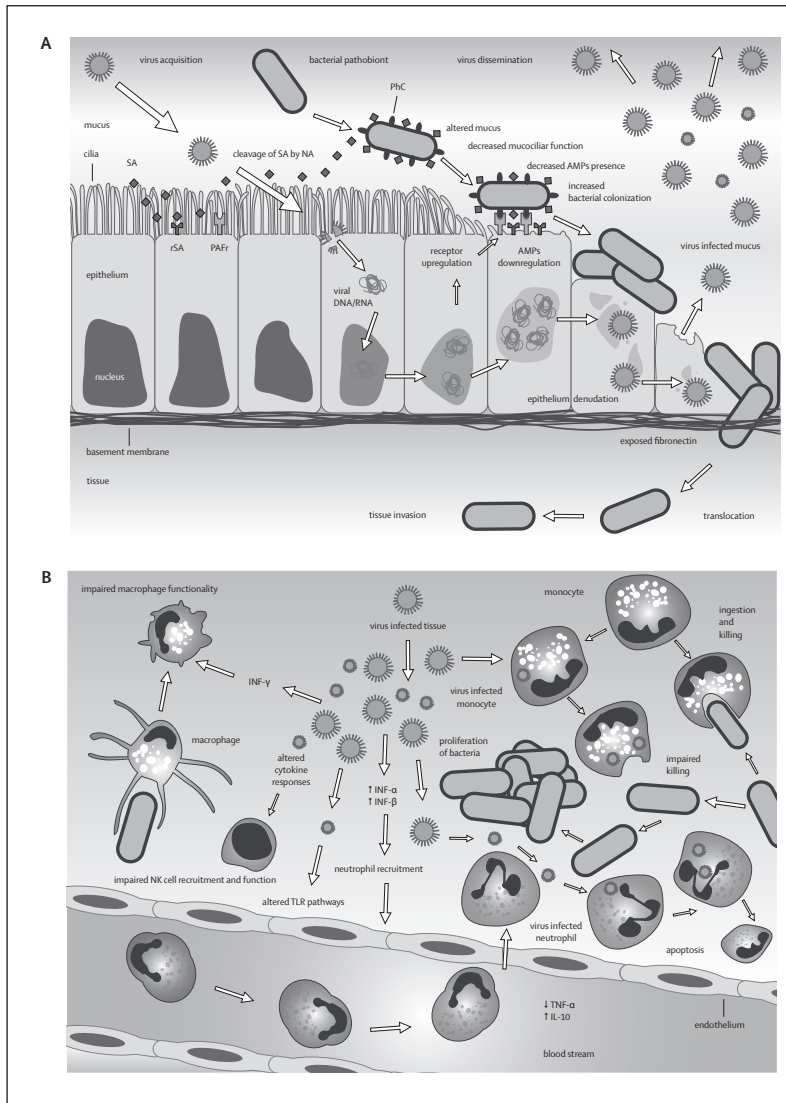 A
virus acquisition
bacterial pathobiont
virus dissemination
PhC
mucus
altered mucus
decreased mucociliar function
cilia
SA
cleavage of SA by NA
decreased AMPs presence
increased
bacterial colonization
rSA
PAFr
receptor
upregulation
AMPs
downregulation
virus infected mucus
epithelium
viral
DNA/RNA
nucleus
epithelium denudation
basement membrane
exposed fibronectin
tissue
tissue invasion
translocation
B
impaired macrophage functionality
monocyte
ingestion
and
killing
virus infected tissue
INF-γ
virus infected
monocyte
macrophage
proliferation
of bacteria
altered
cytokine
responses
impaired
killing
↑ INF-α
↑ INF-β
impaired NK cell recruitment and function
neutrophil recruitment
altered TLR pathways
virus infected
neutrophil
apoptosis
↓ TNF-α
↑ IL-10
endothelium
blood stream